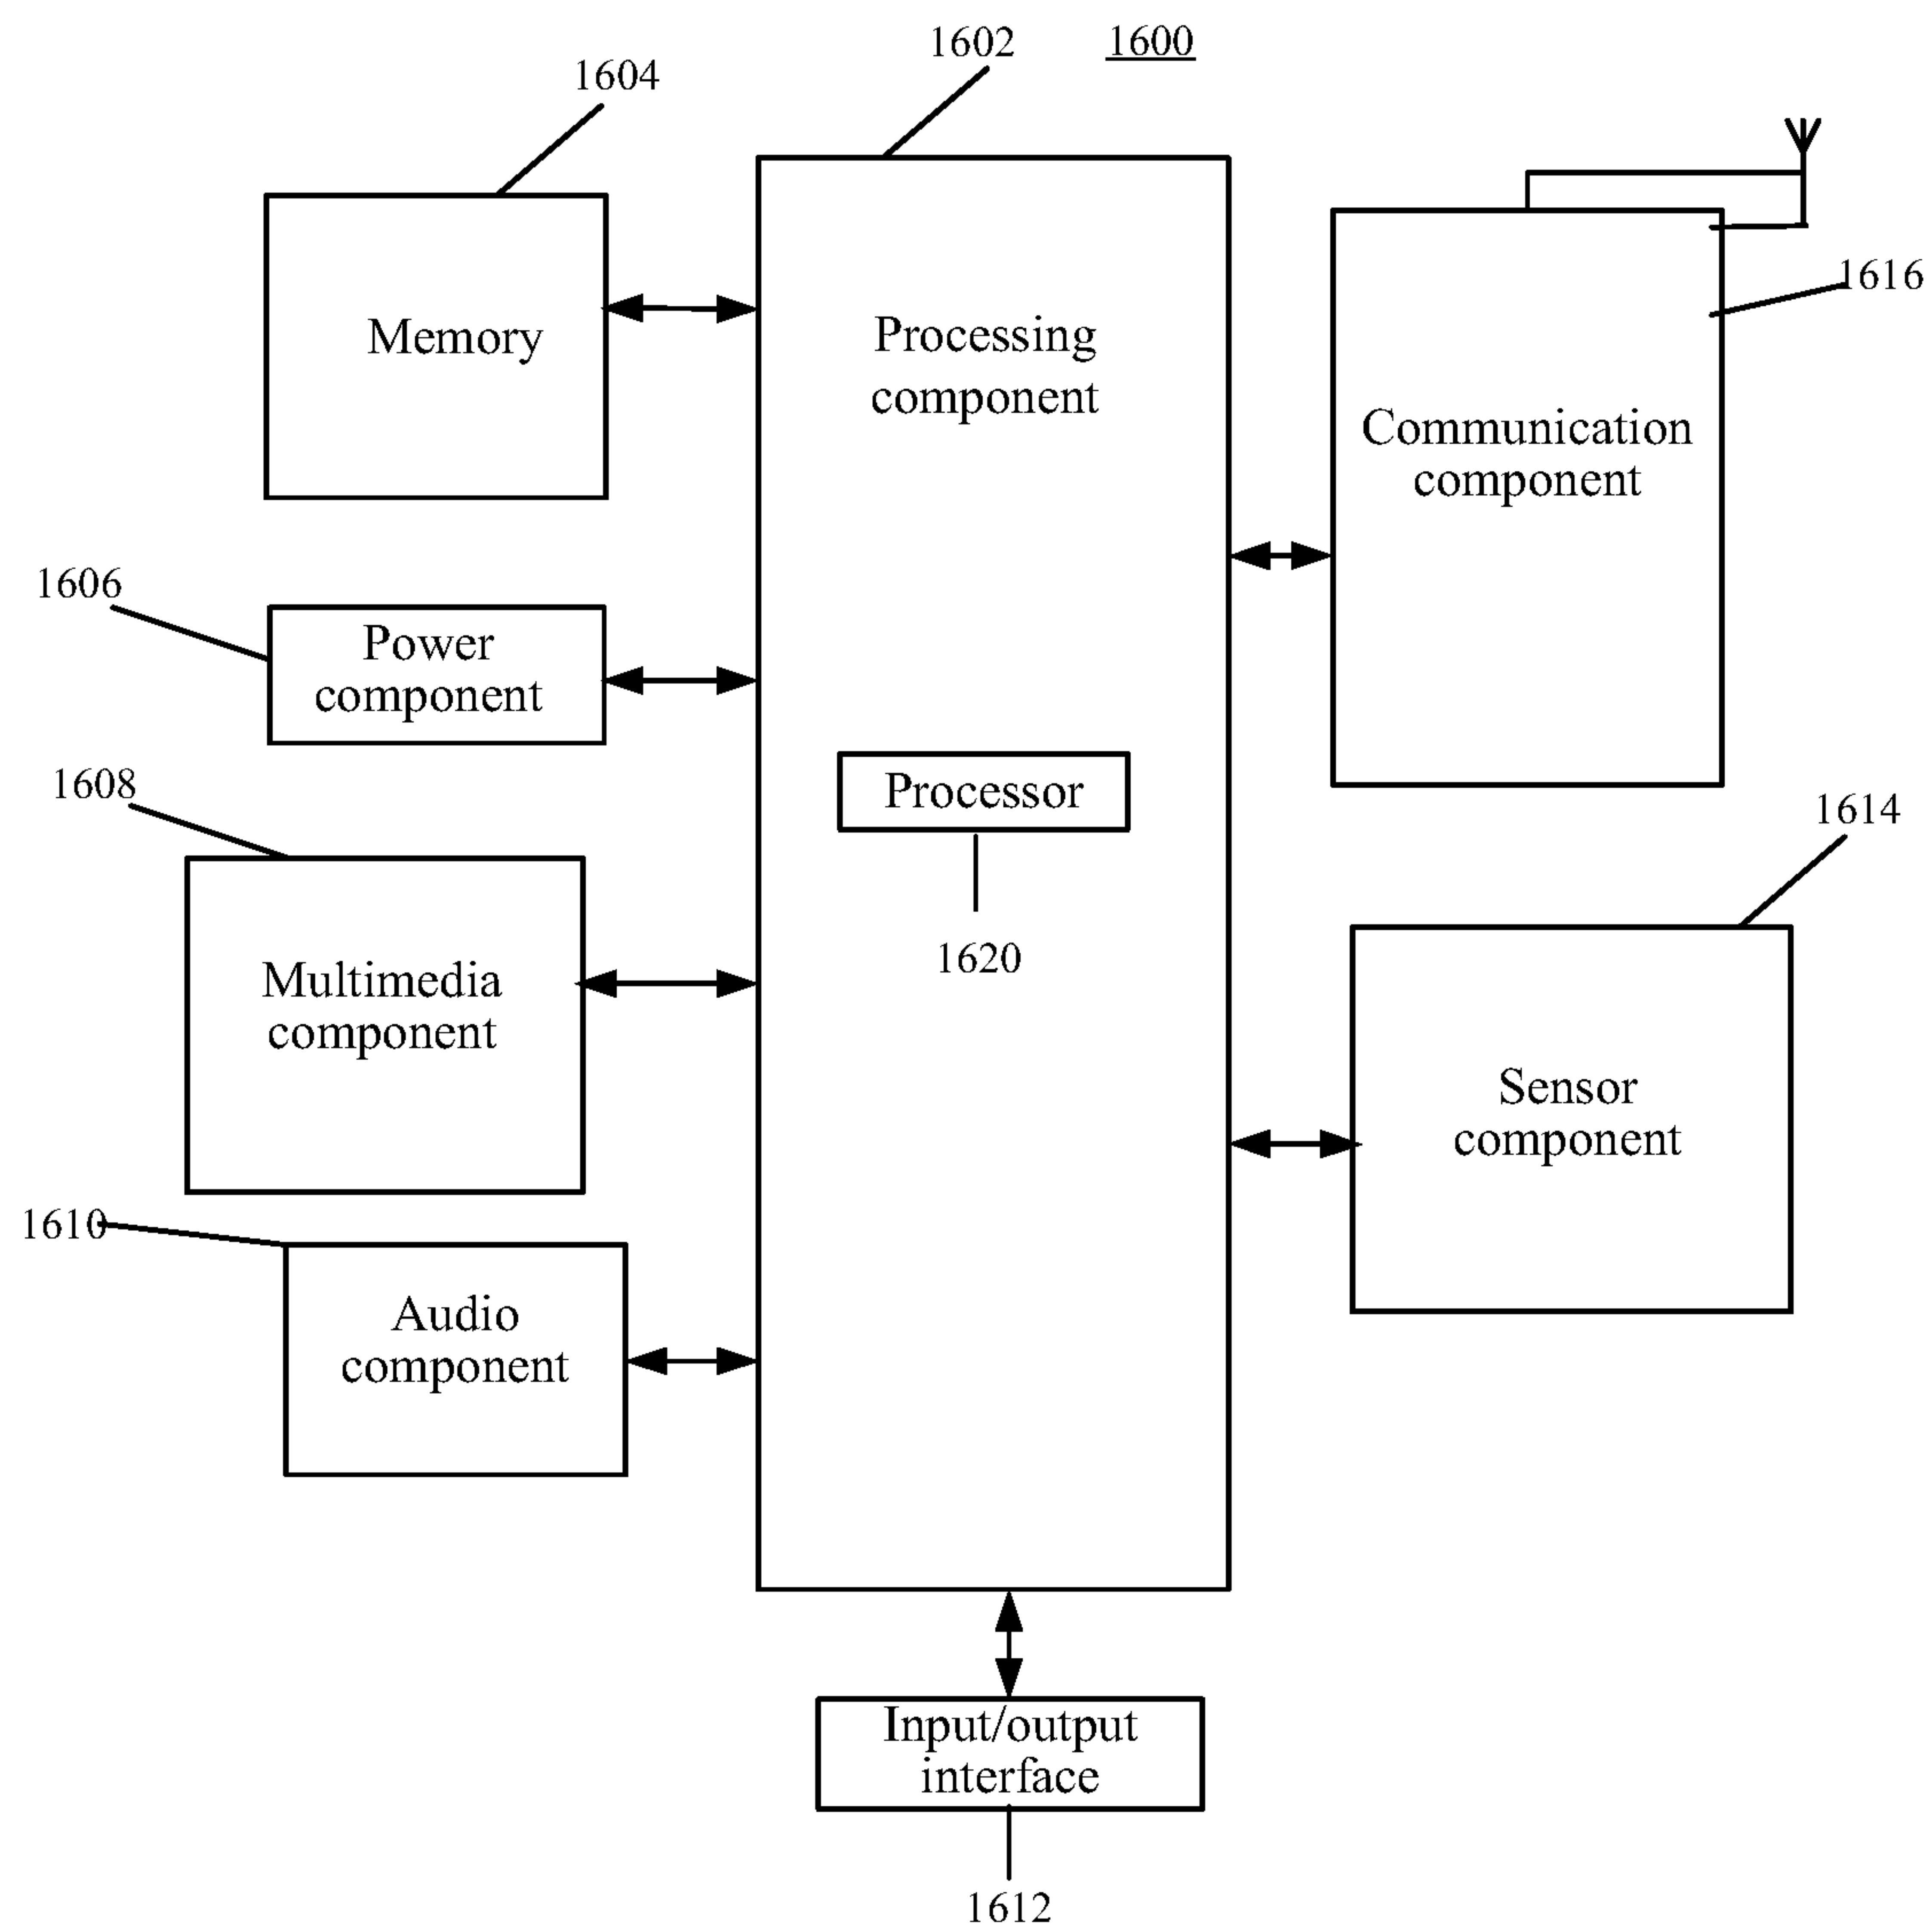 1602
1600
1604
Memory
Processing
component
1616
Communication
component
1606
Power
component
1608
Processor
1614
1620
Multimedia
component
Sensor
component
1610
Audio
component
Input/output
interface
1612